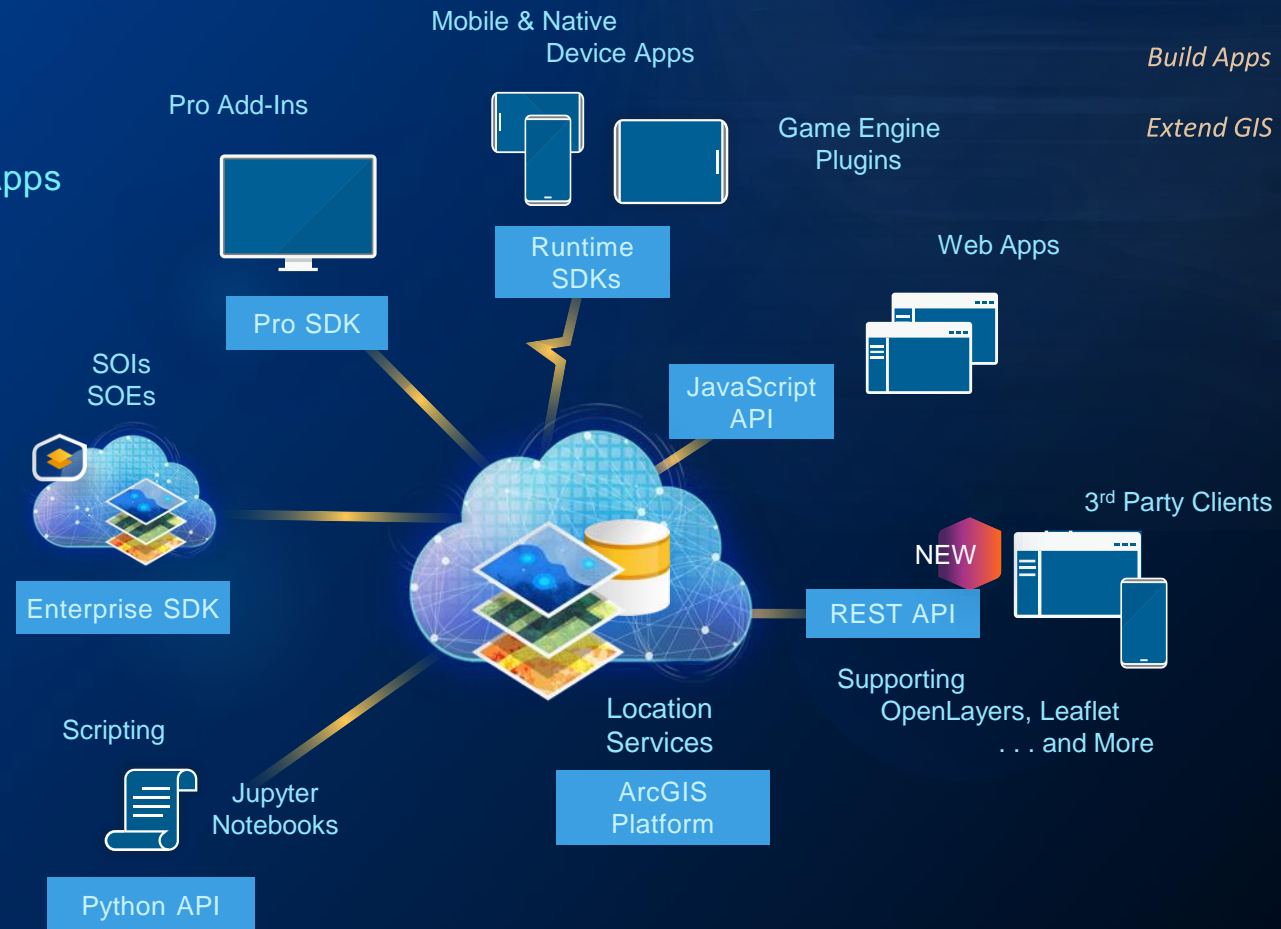 Mobile & Native
Device Apps
Build Apps
Pro Add-Ins
Game Engine
Plugins
Extend GIS
Runtime
SDKs
Web Apps
Pro SDK
SOIs
SOEs
JavaScript
API
3rd Party Clients
NEW
Enterprise SDK
REST API
Supporting
OpenLayers, Leaflet
. . . and More
Location
Services
Scripting
Jupyter
Notebooks
ArcGIS
Platform
Python API